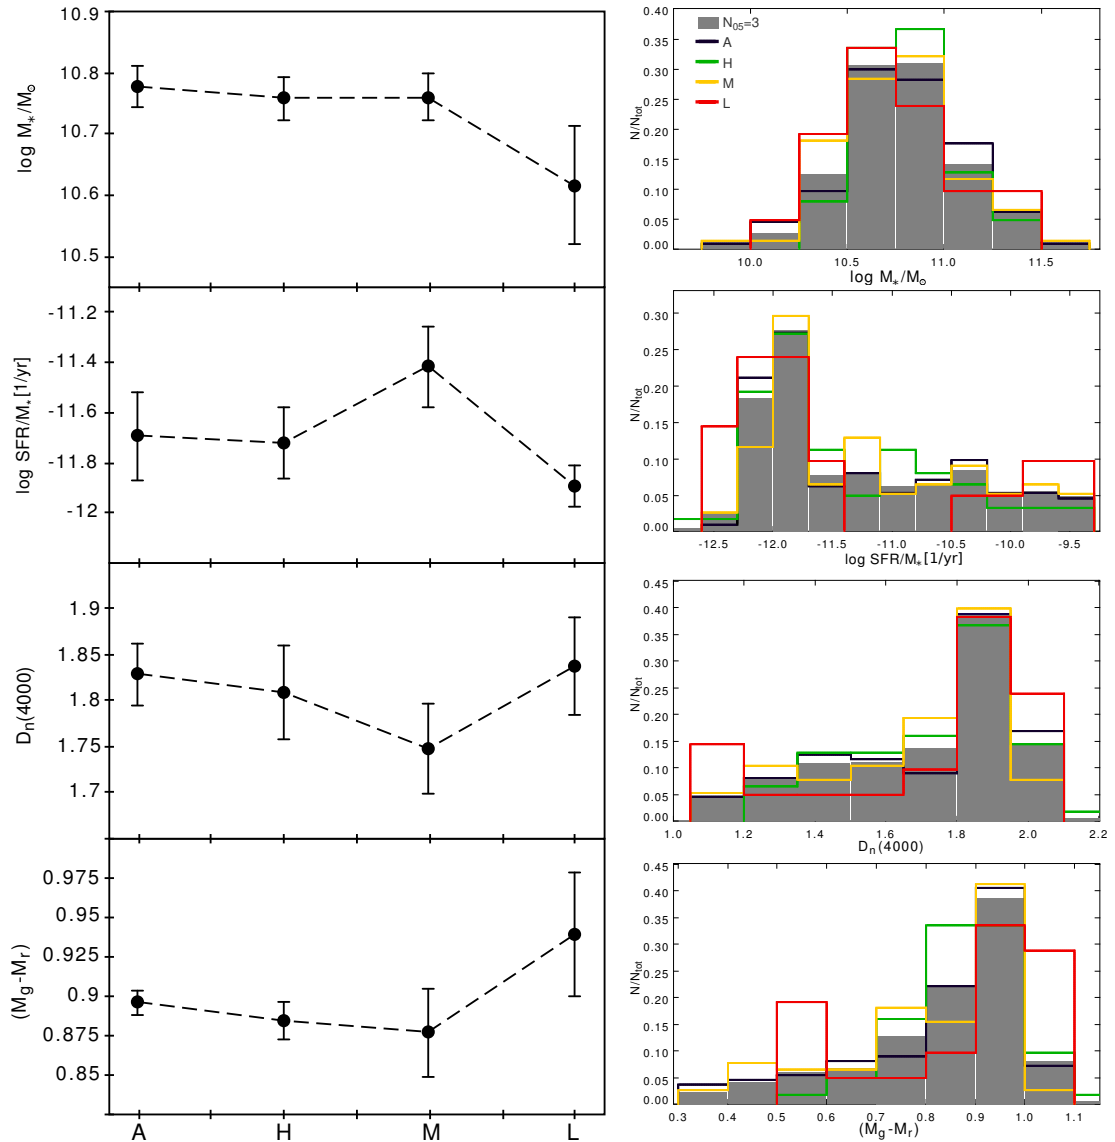 10.9
10.8
10.7
10.6
10.5
log M*/M⊙
-11.2
-11.4
-11.6
-11.8
-12
log SFR/M* [1/yr]
1.9
1.85
1.8
1.75
1.7
Dn(4000)
0.975
0.95
0.925
0.9
0.875
0.85
(Mg-Mr)
A H M L
0.40
0.35
0.30
0.25
0.20
0.15
0.10
0.05
0.00
N/Ntot
N05=3
A
H
M
L
10.0 10.5 11.0 11.5
log M*/M⊙
0.30
0.25
0.20
0.15
0.10
0.05
0.00
N/Ntot
-12.5 -12.0 -11.5 -11.0 -10.5 -10.0 -9.5
log SFR/M* [1/yr]
0.45
0.40
0.35
0.30
0.25
0.20
0.15
0.10
0.05
0.00
N/Ntot
1.0 1.2 1.4 1.6 1.8 2.0 2.2
Dn(4000)
0.45
0.40
0.35
0.30
0.25
0.20
0.15
0.10
0.05
0.00
N/Ntot
0.3 0.4 0.5 0.6 0.7 0.8 0.9 1.0 1.1
(Mg-Mr)